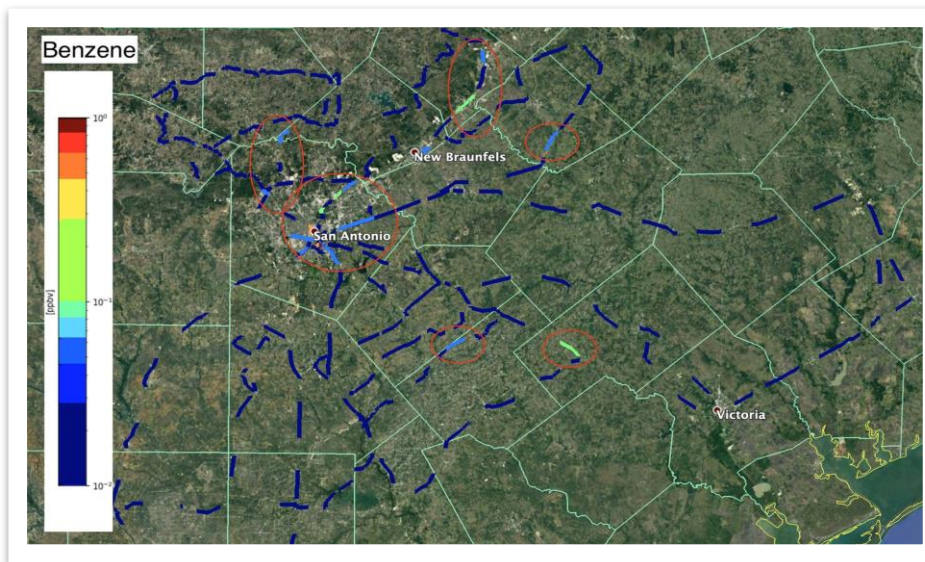 Benzene
10⁰
10⁻¹
10⁻²
[ppbv]
New Braunfels
San Antonio
Victoria